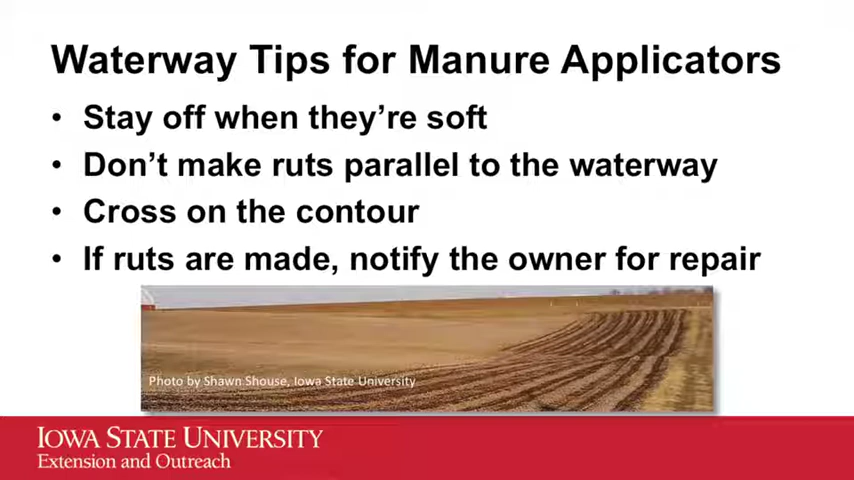 Waterway Tips for Manure Applicators
• Stay off when they're soft
• Don't make ruts parallel to the waterway
• Cross on the contour
• If ruts are made, notify the owner for repair
Photo by Shawn Shouse, Iowa State University
IOWA STATE UNIVERSITY
Extension and Outreach